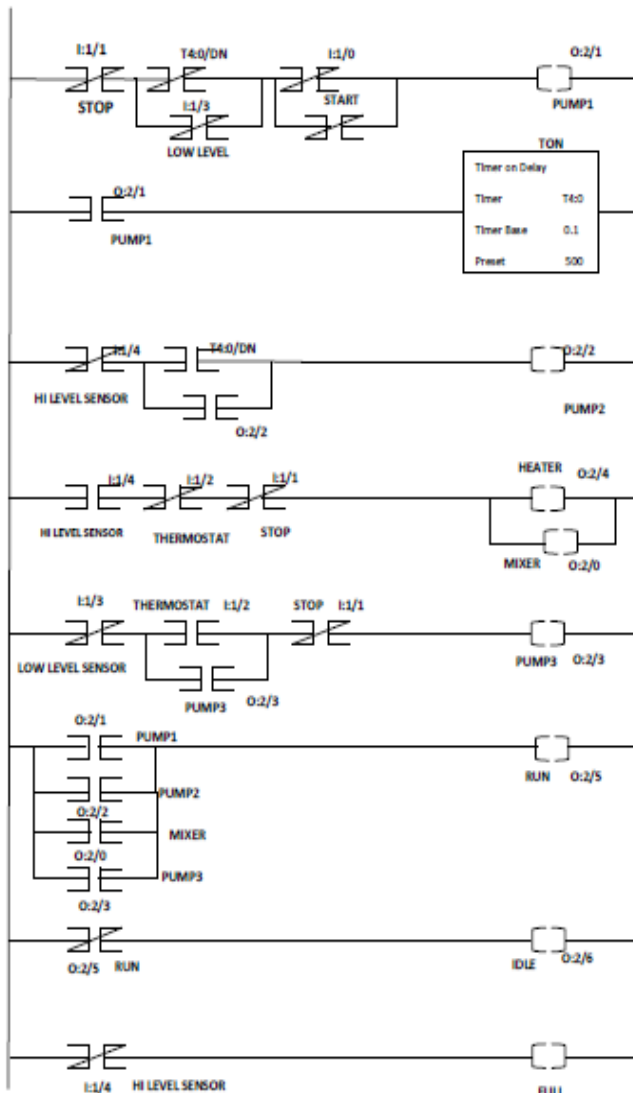 I:1/1 T4:0/DN I:1/0 O:2/1
STOP I:1/3 START PUMP1
LOW LEVEL
TON
Timer on Delay
Timer T4:0
Timer Base 0.1
Preset 500
O:2/1
PUMP1
I:1/4 T4:0/DN O:2/2
HI LEVEL SENSOR PUMP2
O:2/2
HEATER O:2/4
I:1/4 I:1/2 I:1/1
HI LEVEL SENSOR THERMOSTAT STOP
MIXER O:2/0
I:1/3 THERMOSTAT I:1/2 STOP I:1/1
LOW LEVEL SENSOR PUMP3 O:2/3
PUMP3 O:2/3
O:2/1
PUMP1
RUN O:2/5
PUMP2
O:2/2
MIXER
O:2/0
PUMP3
O:2/3
O:2/5 RUN IDLE O:2/6
I:1/4 HI LEVEL SENSOR FULL